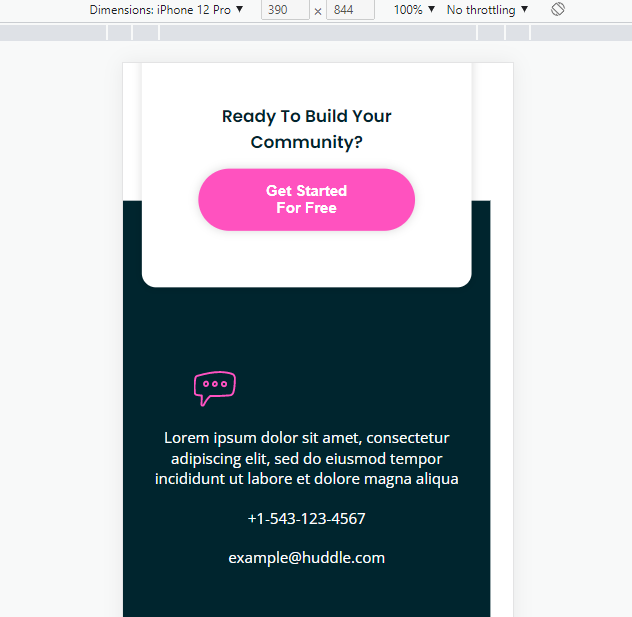 Dimensions: iPhone 12 Pro ▼ 390 × 844 100% ▼ No throttling ▼
Ready To Build Your
Community?
Get Started
For Free
Lorem ipsum dolor sit amet, consectetur
adipiscing elit, sed do eiusmod tempor
incididunt ut labore et dolore magna aliqua
+1-543-123-4567
example@huddle.com